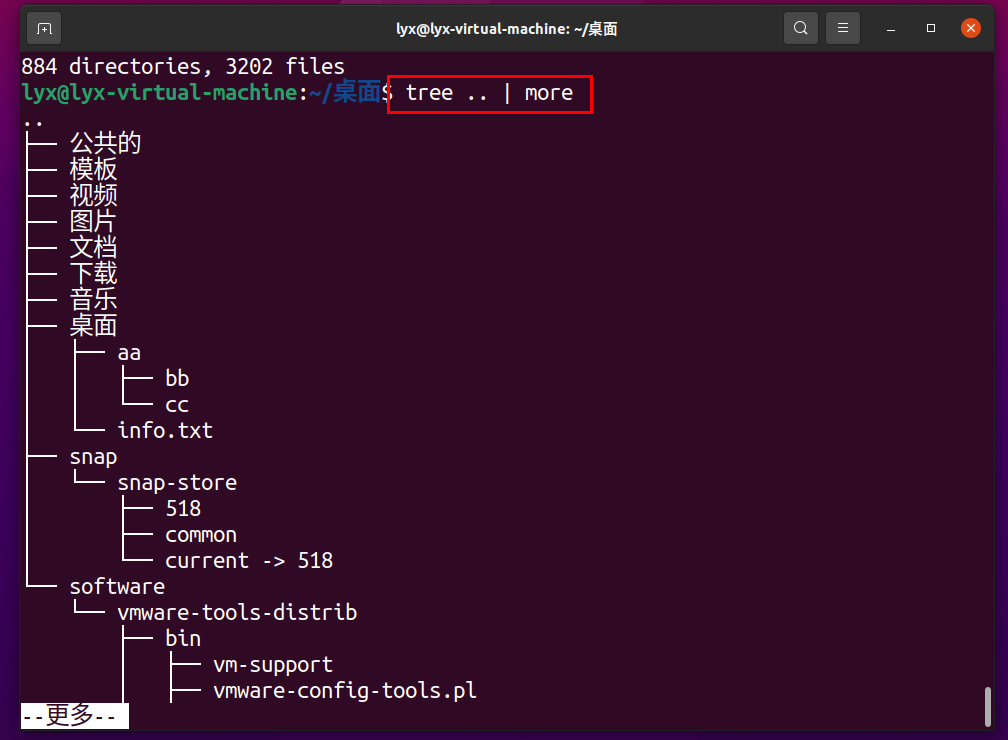 lyx@lyx-virtual-machine: ~/桌面
884 directories, 3202 files
lyx@lyx-virtual-machine:~/桌面$ tree .. | more
..
├── 公共的
├── 模板
├── 视频
├── 图片
├── 文档
├── 下载
├── 音乐
├── 桌面
│   ├── aa
│   │   ├── bb
│   │   └── cc
│   └── info.txt
├── snap
│   └── snap-store
│       ├── 518
│       ├── common
│       └── current -> 518
└── software
    └── vmware-tools-distrib
        ├── bin
        │   ├── vm-support
        │   ├── vmware-config-tools.pl
--更多--